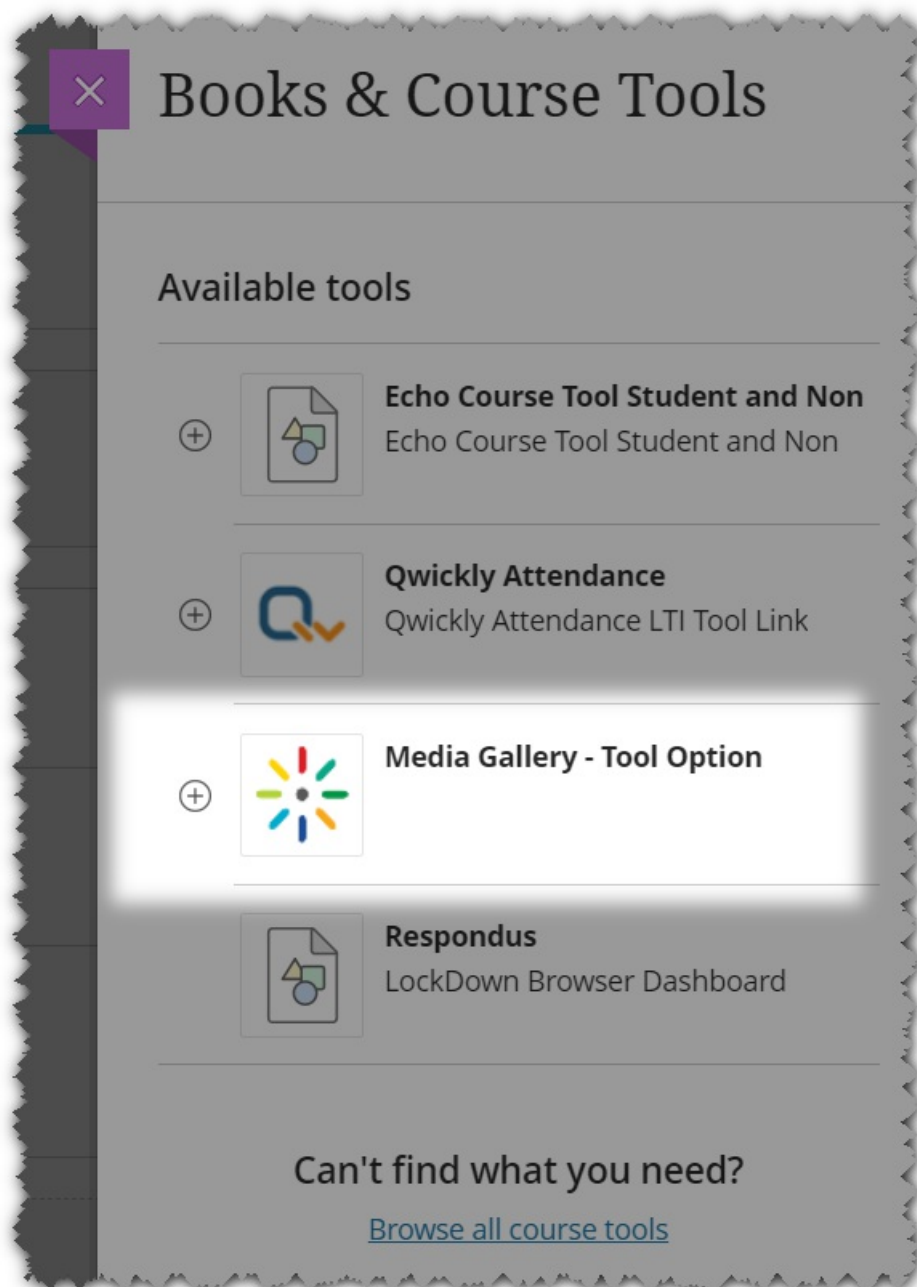 Books & Course Tools
Available tools
Echo Course Tool Student and Non
Echo Course Tool Student and Non
Qwickly Attendance
Qwickly Attendance LTI Tool Link
Media Gallery - Tool Option
Respondus
LockDown Browser Dashboard
Can't find what you need?
Browse all course tools